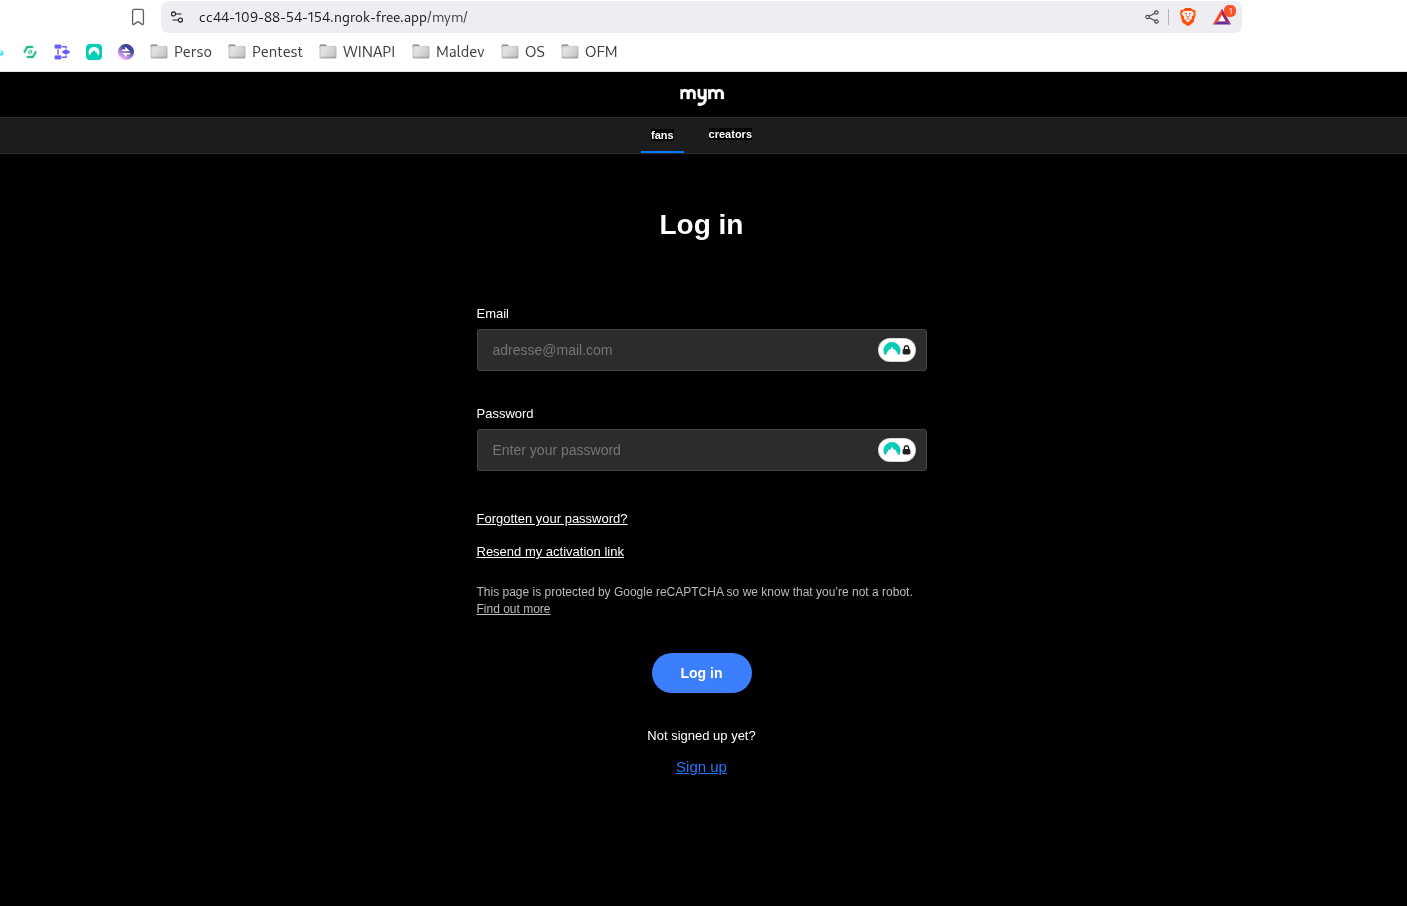 cc44-109-88-54-154.ngrok-free.app/mym/
1
Perso Pentest WINAPI Maldev OS OFM
mym
fans creators
Log in
Email
adresse@mail.com
Password
Enter your password
Forgotten your password?
Resend my activation link
This page is protected by Google reCAPTCHA so we know that you're not a robot.
Find out more
Log in
Not signed up yet?
Sign up